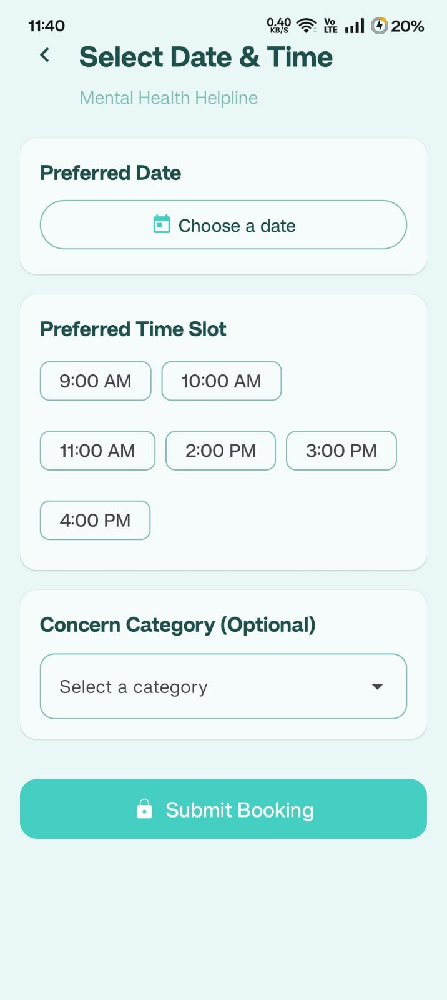 11:40 0.40 KB/S Vo LTE 20%
Select Date & Time
Mental Health Helpline
Preferred Date
Choose a date
Preferred Time Slot
9:00 AM 10:00 AM
11:00 AM 2:00 PM 3:00 PM
4:00 PM
Concern Category (Optional)
Select a category
Submit Booking